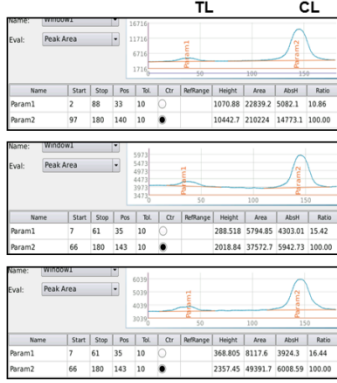 TL CL
Name: Window1
Eval: Peak Area
16716
11716
6716
1716
Param1
Param2
0 50 100 150
Name Start Stop Pos Tol. Ctr RefRange Height Area AbsH Ratio
Param1 2 88 33 10 1070.88 22839.2 5082.1 10.86
Param2 97 180 140 10 10442.7 210224 14773.1 100.00
Name: Window1
Eval: Peak Area
5973
5473
4973
4473
3973
3473
Param1
Param2
0 50 100 150
Name Start Stop Pos Tol. Ctr RefRange Height Area AbsH Ratio
Param1 7 61 35 10 288.518 5794.85 4303.01 15.42
Param2 66 180 143 10 2018.84 37572.7 5942.73 100.00
Name: Window1
Eval: Peak Area
6039
5039
4039
3039
Param1
Param2
0 50 100 150
Name Start Stop Pos Tol. Ctr RefRange Height Area AbsH Ratio
Param1 7 61 35 10 368.805 8117.6 3924.3 16.44
Param2 66 180 143 10 2357.45 49391.7 6008.59 100.00